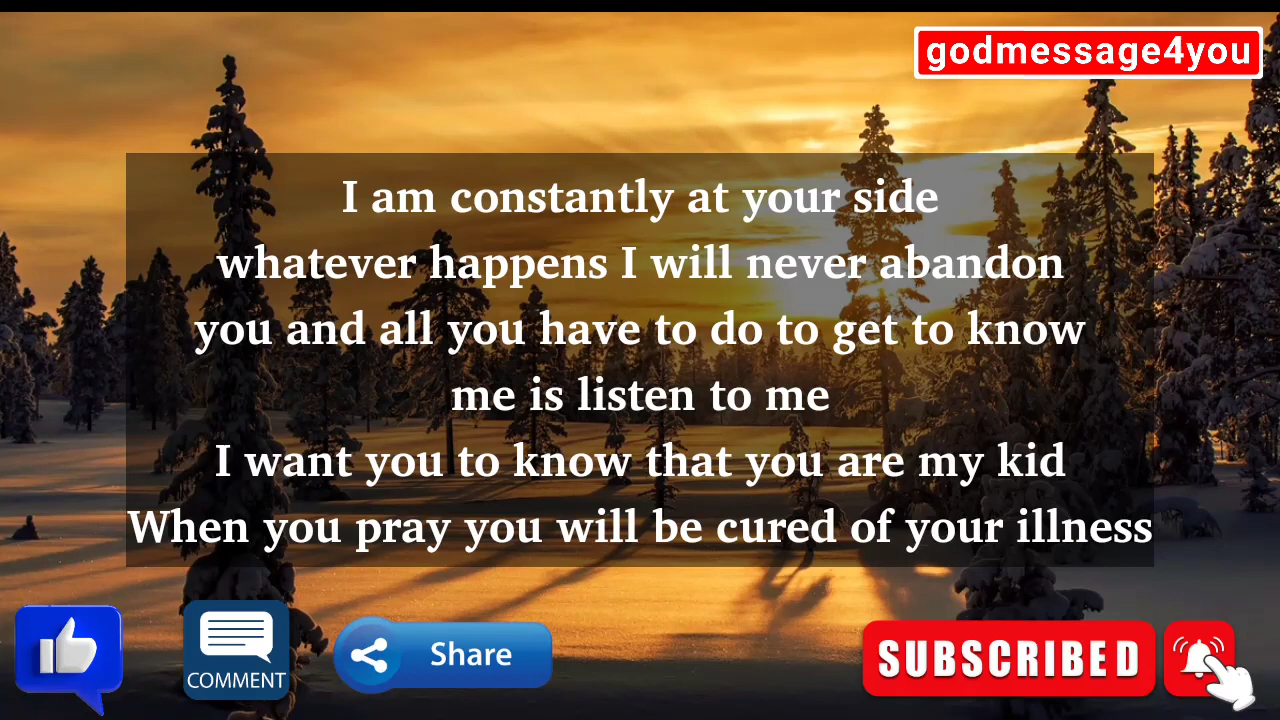 godmessage4you
I am constantly at your side
whatever happens I will never abandon
you and all you have to do to get to know
me is listen to me
I want you to know that you are my kid
When you pray you will be cured of your illness
COMMENT
Share
SUBSCRIBED